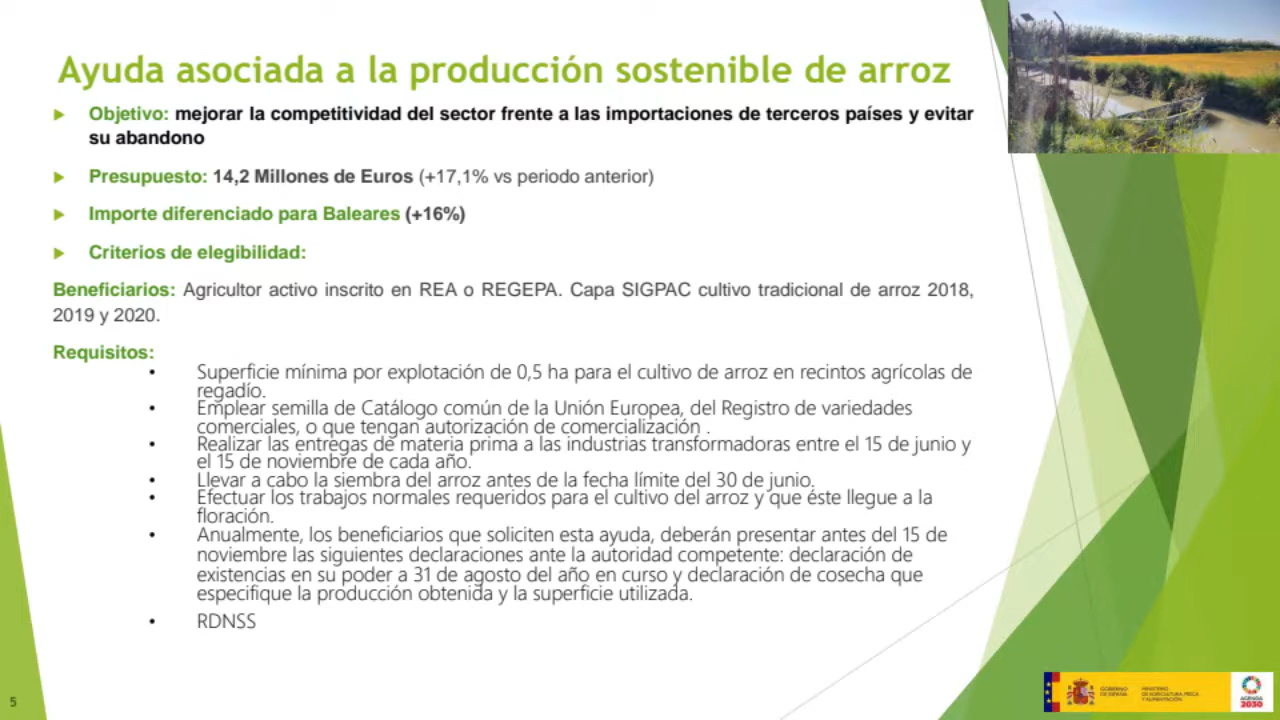 Ayuda asociada a la producción sostenible de arroz
Objetivo: mejorar la competitividad del sector frente a las importaciones de terceros países y evitar
su abandono
Presupuesto: 14,2 Millones de Euros (+17,1% vs periodo anterior)
Importe diferenciado para Baleares (+16%)
Criterios de elegibilidad:
Beneficiarios: Agricultor activo inscrito en REA o REGEPA. Capa SIGPAC cultivo tradicional de arroz 2018,
2019 y 2020.
Requisitos:
• Superficie mínima por explotación de 0,5 ha para el cultivo de arroz en recintos agrícolas de
regadío.
• Emplear semilla de Catálogo común de la Unión Europea, del Registro de variedades
comerciales, o que tengan autorización de comercialización .
• Realizar las entregas de materia prima a las industrias transformadoras entre el 15 de junio y
el 15 de noviembre de cada año.
• Llevar a cabo la siembra del arroz antes de la fecha límite del 30 de junio.
• Efectuar los trabajos normales requeridos para el cultivo del arroz y que éste llegue a la
floración.
• Anualmente, los beneficiarios que soliciten esta ayuda, deberán presentar antes del 15 de
noviembre las siguientes declaraciones ante la autoridad competente: declaración de
existencias en su poder a 31 de agosto del año en curso y declaración de cosecha que
especifique la producción obtenida y la superficie utilizada.
• RDNSS
5
GOBIERNO
DE ESPAÑA
MINISTERIO
DE AGRICULTURA, PESCA
Y ALIMENTACIÓN
AGENDA
2030